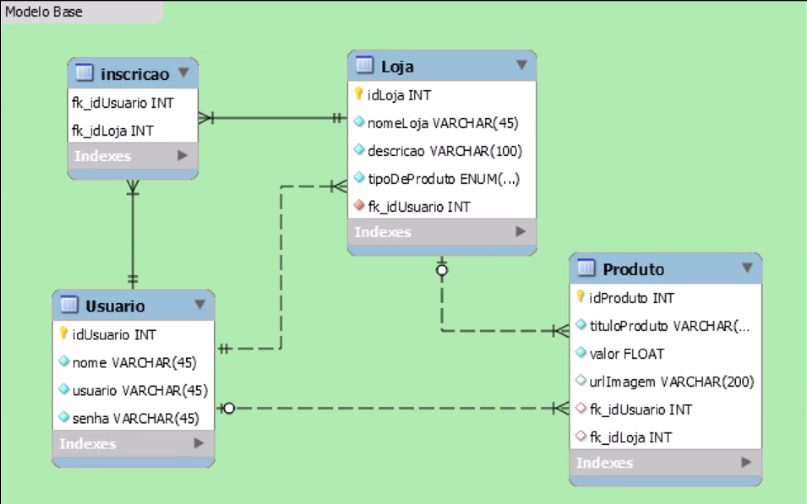 Modelo Base
inscricao
fk_idUsuario INT
fk_idLoja INT
Indexes
Loja
idLoja INT
nomeLoja VARCHAR(45)
descricao VARCHAR(100)
tipoDeProduto ENUM(...)
fk_idUsuario INT
Indexes
Usuario
idUsuario INT
nome VARCHAR(45)
usuario VARCHAR(45)
senha VARCHAR(45)
Indexes
Produto
idProduto INT
tituloProduto VARCHAR(...
valor FLOAT
urlImagem VARCHAR(200)
fk_idUsuario INT
fk_idLoja INT
Indexes